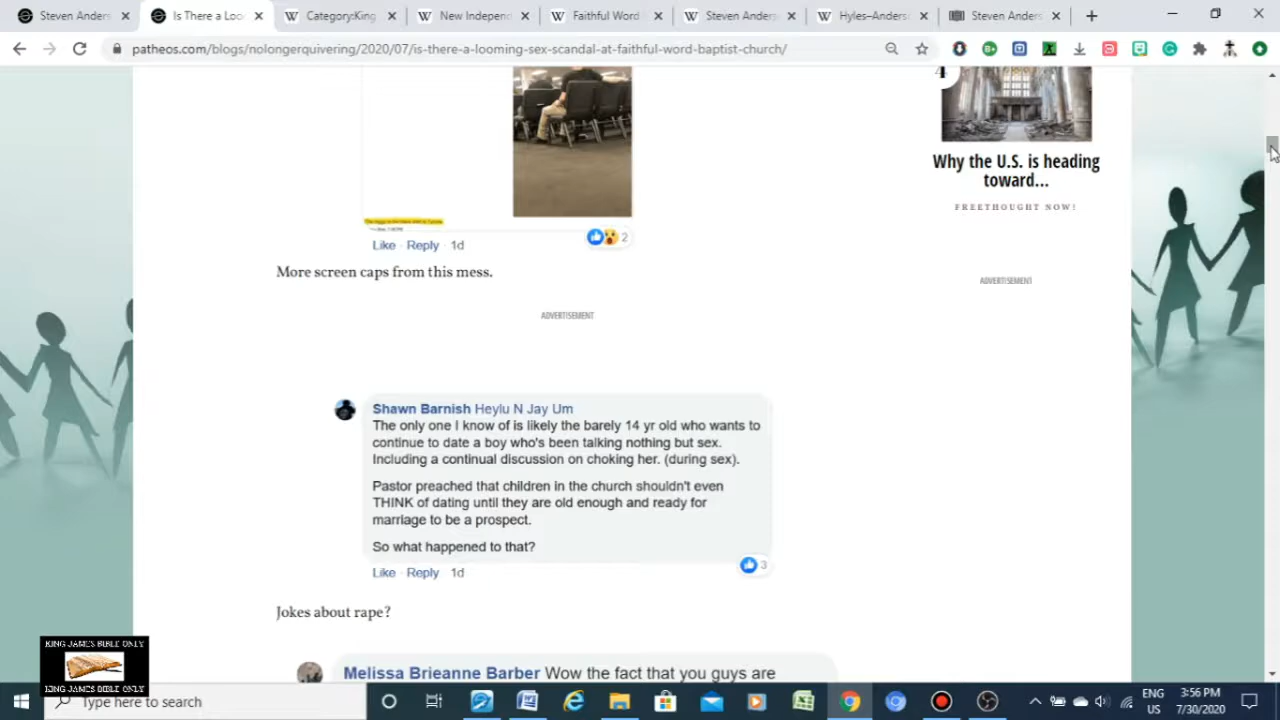 Steven Anders
Is There a Loo
Category:King
New Independ
Faithful Word
Steven Anders
Hyles–Anders
Steven Anders
patheos.com/blogs/nolongerquivering/2020/07/is-there-a-looming-sex-scandal-at-faithful-word-baptist-church/
4
Why the U.S. is heading
toward...
FREETHOUGHT NOW!
Like · Reply · 1d
2
More screen caps from this mess.
ADVERTISEMENT
ADVERTISEMENT
Shawn Barnish Heylu N Jay Um
The only one I know of is likely the barely 14 yr old who wants to
continue to date a boy who's been talking nothing but sex.
Including a continual discussion on choking her. (during sex).
Pastor preached that children in the church shouldn't even
THINK of dating until they are old enough and ready for
marriage to be a prospect.
So what happened to that?
3
Like · Reply · 1d
Jokes about rape?
Melissa Brieanne Barber Wow the fact that you guys are
KING JAMES BIBLE ONLY
KING JAMES BIBLE ONLY
Type here to search
ENG
US
3:56 PM
7/30/2020